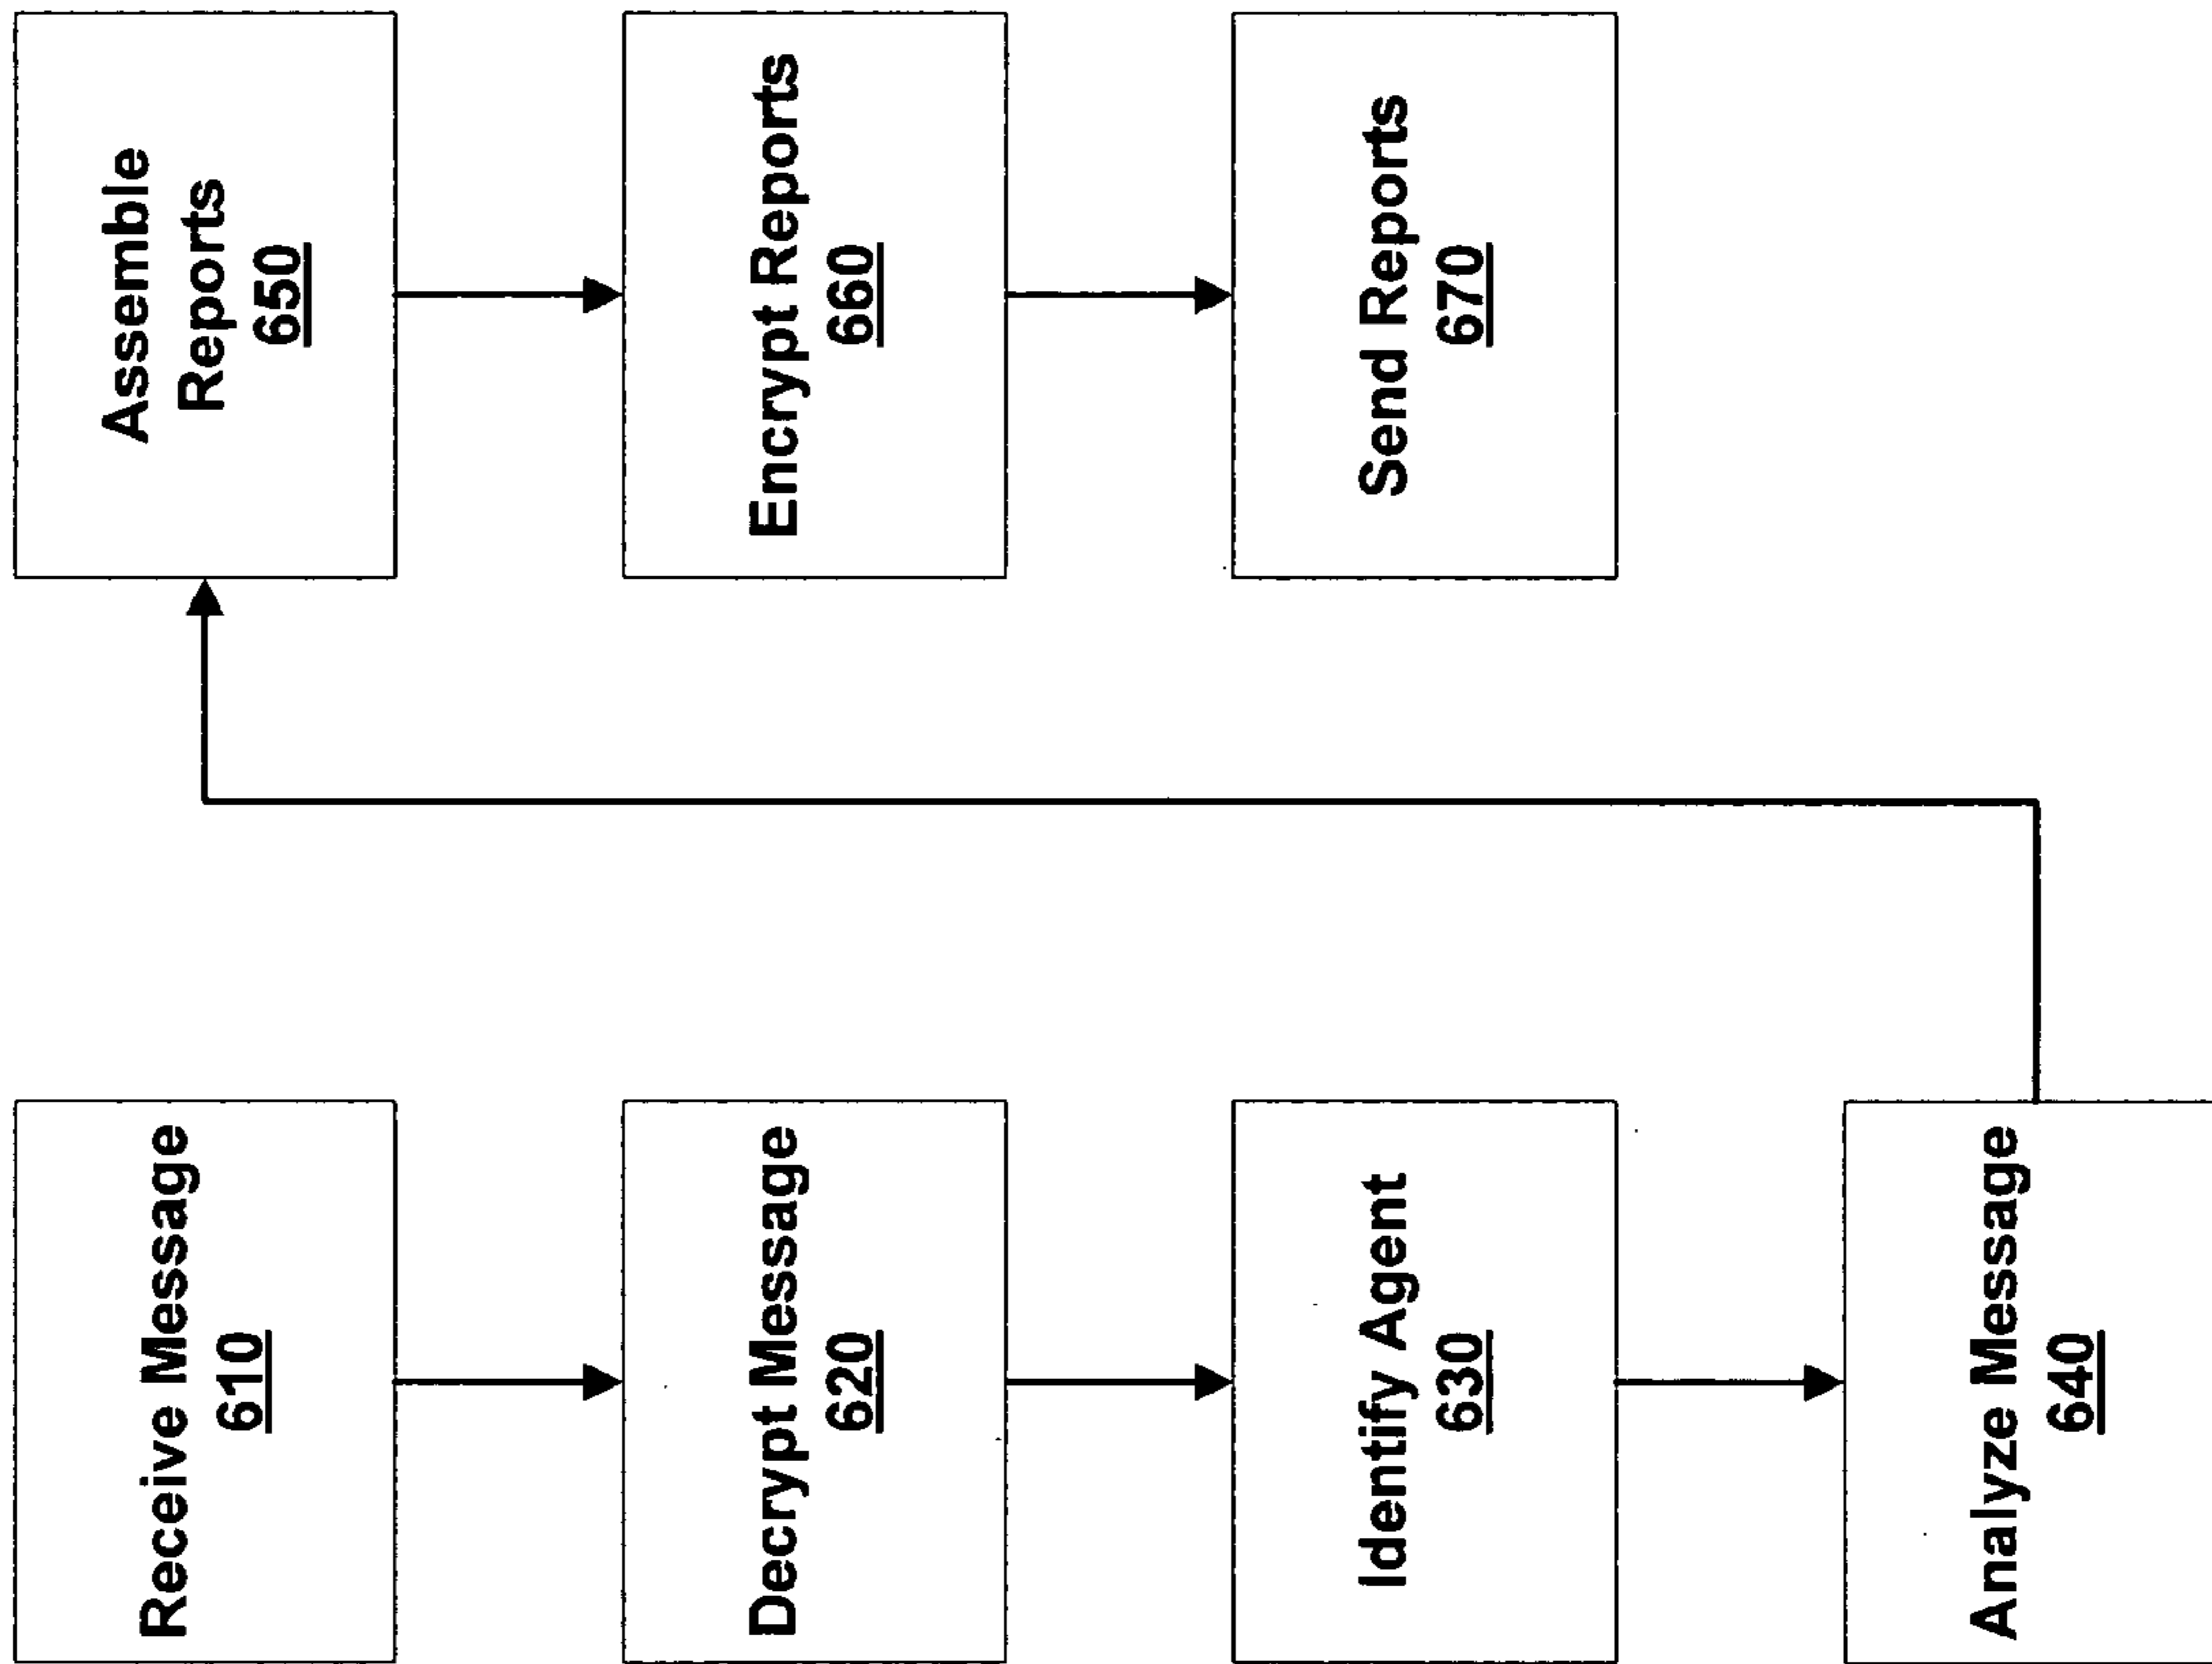 Receive Message
610
Decrypt Message
620
Identify Agent
630
Analyze Message
640
Assemble
Reports
650
Encrypt Reports
660
Send Reports
670